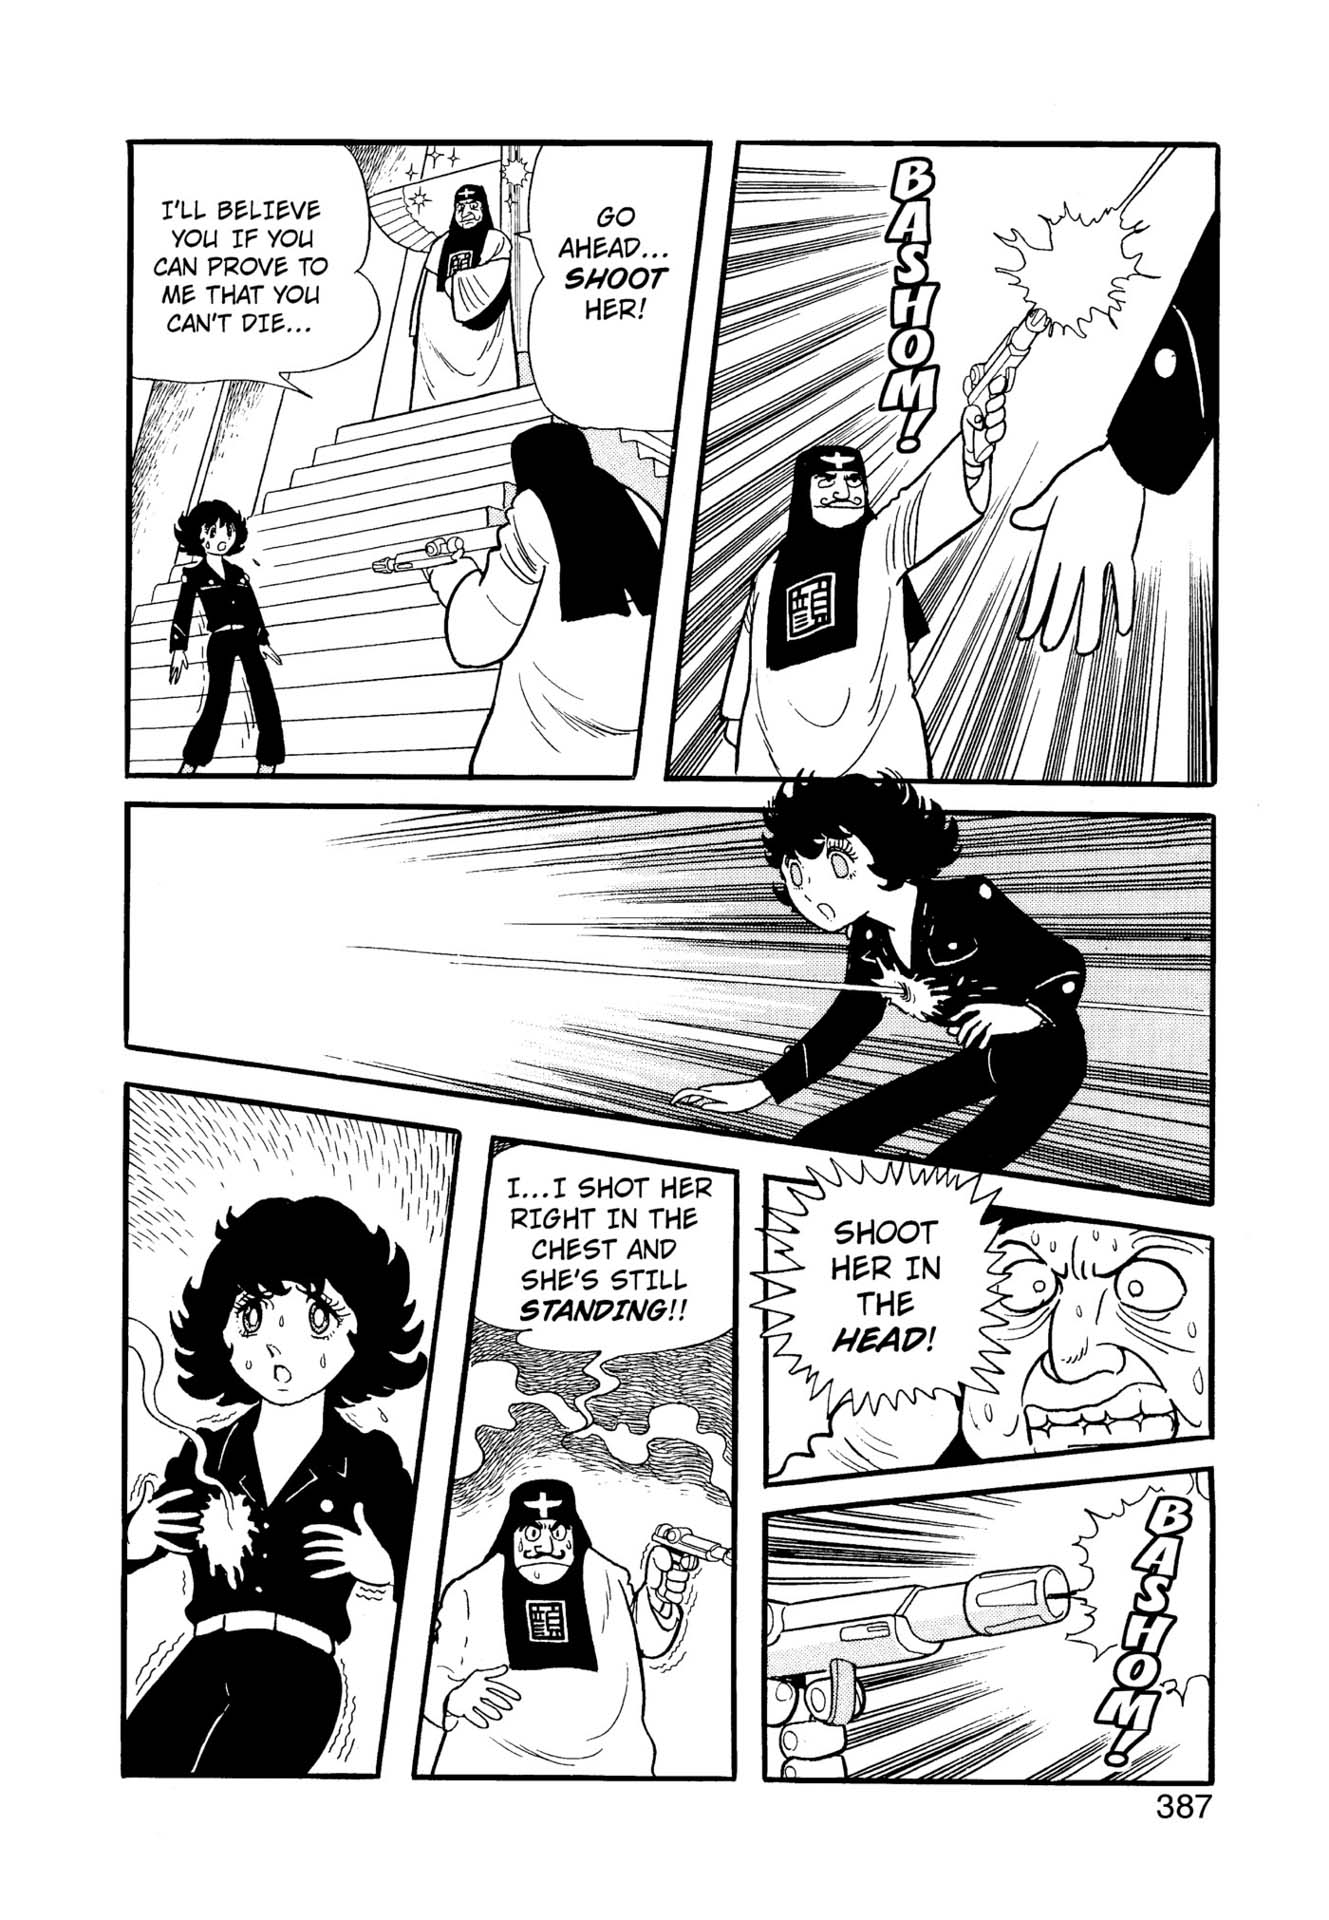 I'LL BELIEVE
YOU IF YOU
CAN PROVE TO
ME THAT YOU
CAN'T DIE...
GO
AHEAD...
SHOOT
HER!
BASHOM!
I...I SHOT HER
RIGHT IN THE
CHEST AND
SHE'S STILL
STANDING!!
SHOOT
HER IN
THE
HEAD!
BASHOM!
387